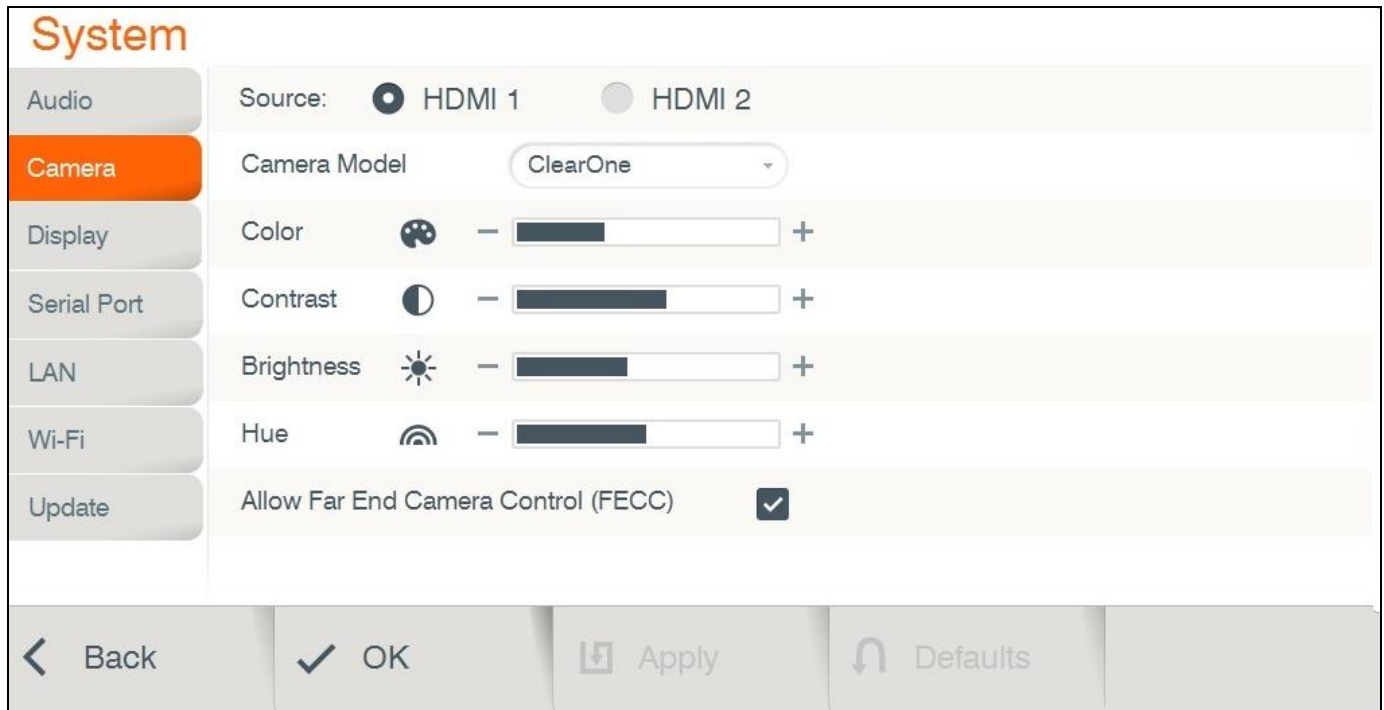 System
Audio
Source: HDMI 1 HDMI 2
Camera
Camera Model ClearOne
Display
Color
Serial Port
Contrast
LAN
Brightness
Wi-Fi
Hue
Update
Allow Far End Camera Control (FECC)
Back OK Apply Defaults